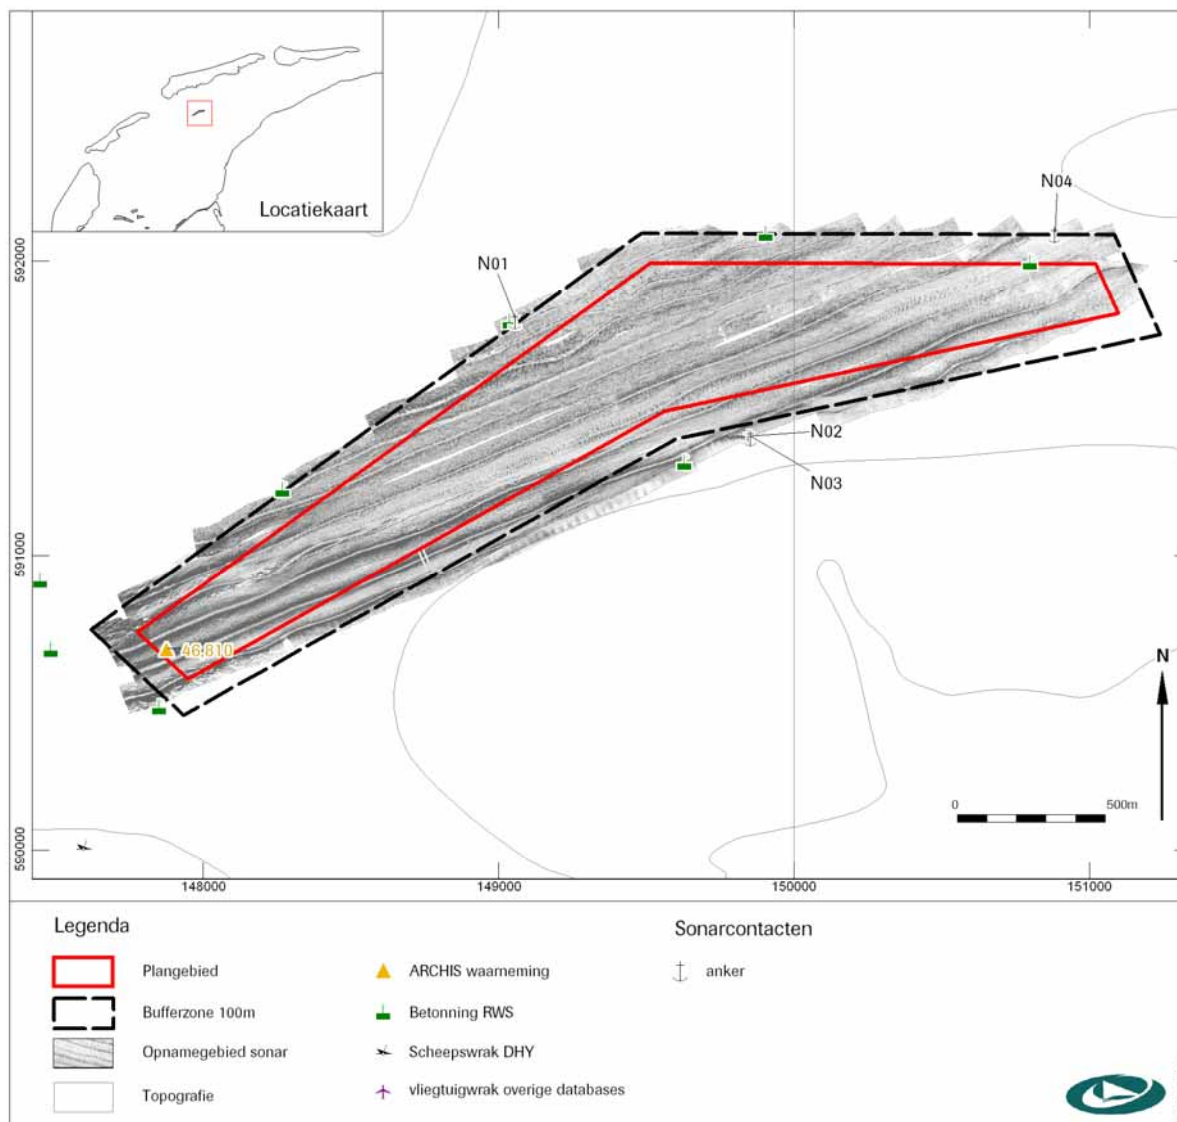 Locatiekaart
N04
592000
N01
N02
N03
591000
46.810
N
0 500m
590000
148000 149000 150000 151000
Legenda
Plangebied
Bufferzone 100m
Opnamegebied sonar
Topografie
ARCHIS waarneming
Betonning RWS
Scheepswrak DHY
vliegtuigwrak overige databases
Sonarcontacten
anker